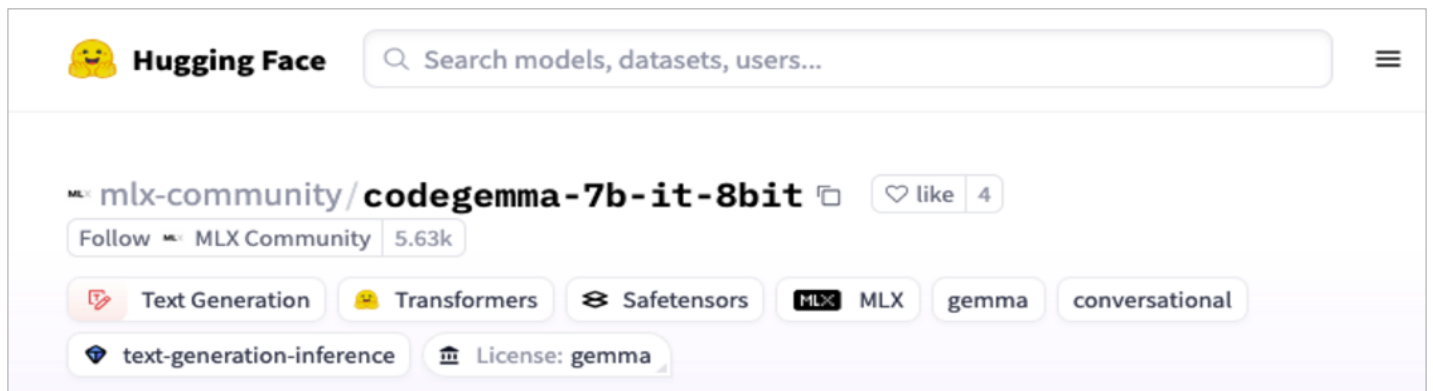 Hugging Face Search models, datasets, users...
mlx-community/codegemma-7b-it-8bit like 4
Follow MLX Community 5.63k
Text Generation Transformers Safetensors MLX MLX gemma conversational
text-generation-inference License: gemma